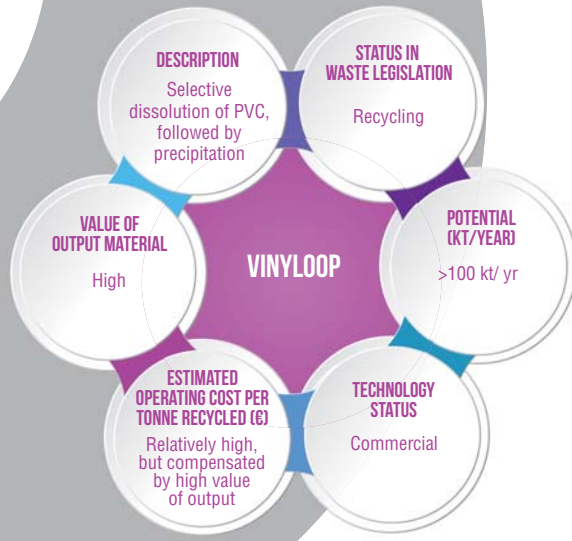 DESCRIPTION
Selective
dissolution of PVC,
followed by
precipitation
STATUS IN
WASTE LEGISLATION
Recycling
VALUE OF
OUTPUT MATERIAL
High
VINYLOOP
POTENTIAL
(KT/YEAR)
>100 kt/ yr
ESTIMATED
OPERATING COST PER
TONNE RECYCLED (€)
Relatively high,
but compensated
by high value
of output
TECHNOLOGY
STATUS
Commercial